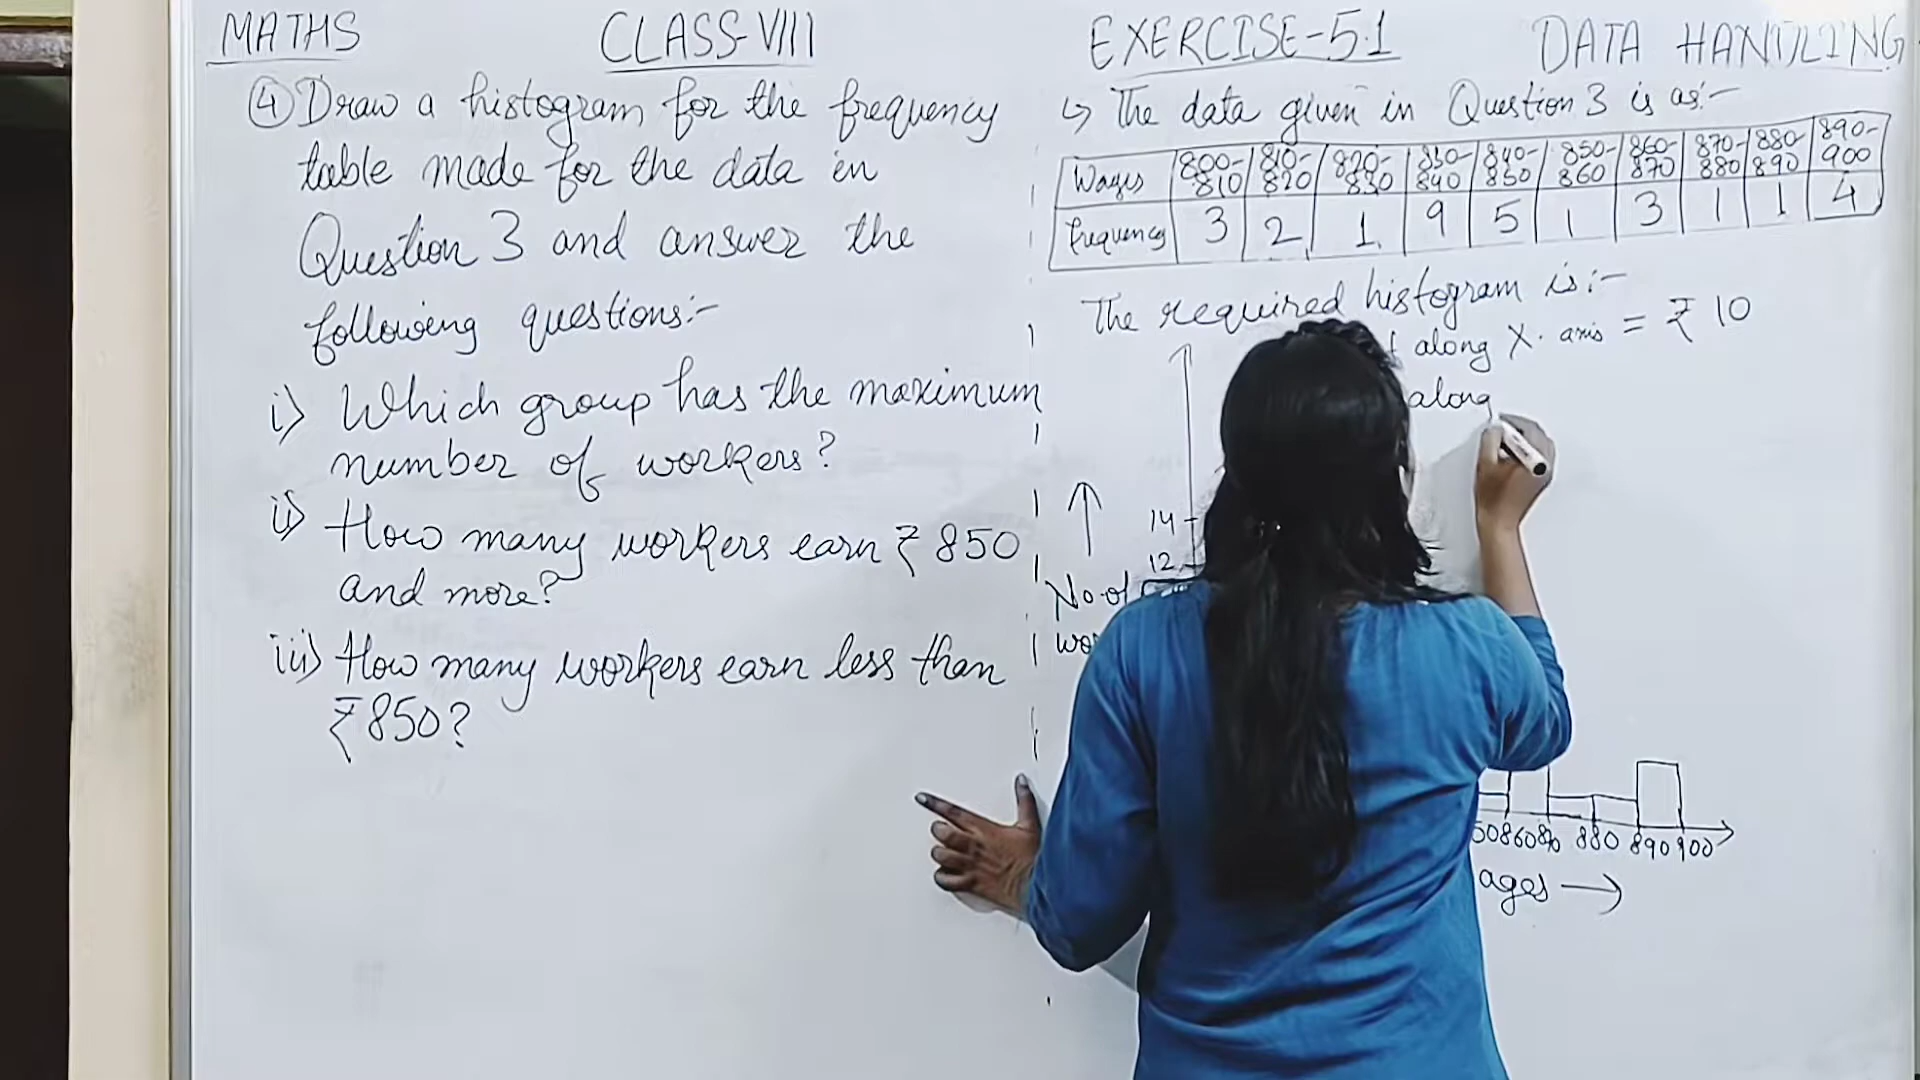 MATHS CLASS-VIII EXERCISE-5.1 DATA HANDLING
④ Draw a histogram for the frequency
table made for the data in
Question 3 and answer the
following questions:-
i) Which group has the maximum
number of workers?
ii) How many workers earn ₹ 850
and more?
iii) How many workers earn less than
₹ 850?
↳ The data given in Question 3 is as:-
Wages 800-810 810-820 820-830 830-840 840-850 850-860 860-870 870-880 880-890 890-900
frequency 3 2 1 9 5 1 3 1 1 4
The required histogram is:-
along X-axis = ₹ 10
along
14
12
No. of
880 890 900